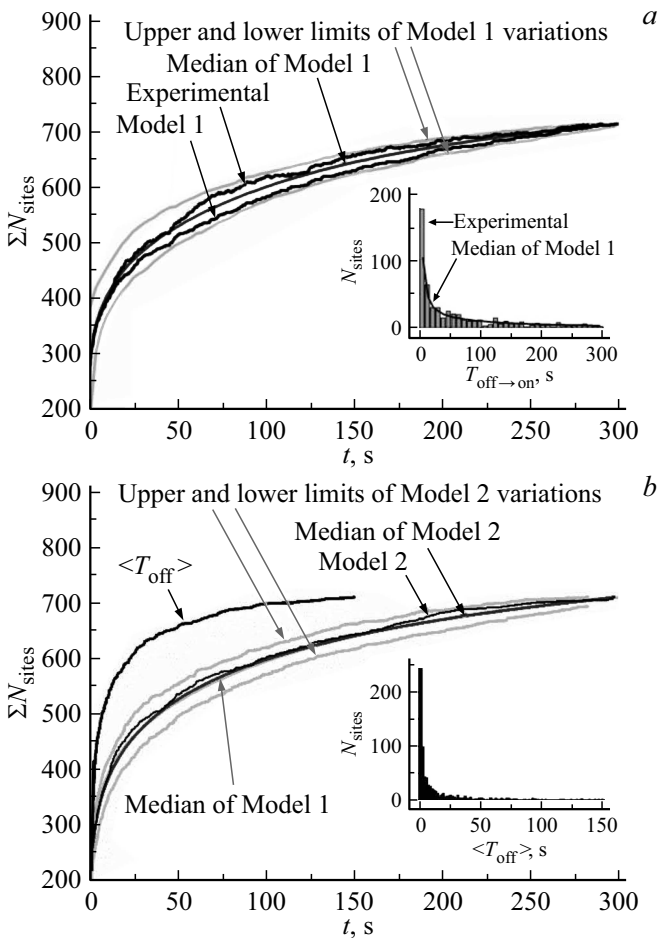 a
900
800
700
600
500
400
300
200
ΣN_sites
Upper and lower limits of Model 1 variations
Median of Model 1
Experimental
Model 1
200
100
0
N_sites
Experimental
Median of Model 1
0 100 200 300
T_off→on, s
0 50 100 150 200 250 300
t, s
b
900
800
700
600
500
400
300
200
ΣN_sites
Upper and lower limits of Model 2 variations
Median of Model 2
Model 2
<T_off>
Median of Model 1
200
100
0
N_sites
0 50 100 150
<T_off>, s
0 50 100 150 200 250 300
t, s